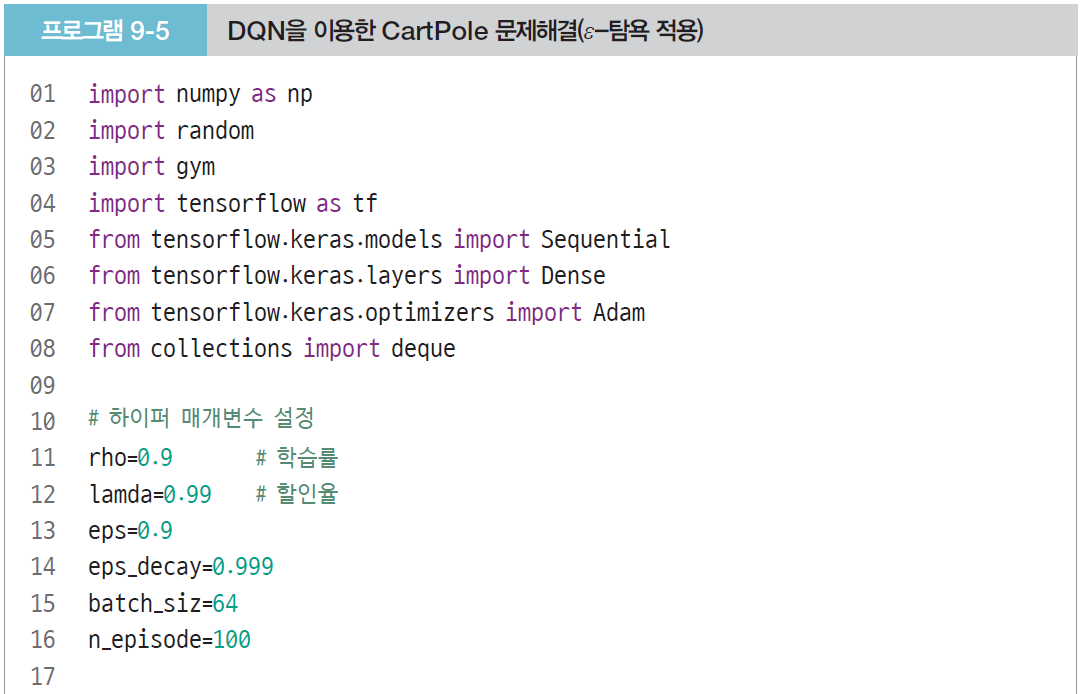 프로그램 9-5 DQN을 이용한 CartPole 문제해결(ε-탐욕 적용)
01 import numpy as np
02 import random
03 import gym
04 import tensorflow as tf
05 from tensorflow.keras.models import Sequential
06 from tensorflow.keras.layers import Dense
07 from tensorflow.keras.optimizers import Adam
08 from collections import deque
09
10 # 하이퍼 매개변수 설정
11 rho=0.9 # 학습률
12 lamda=0.99 # 할인율
13 eps=0.9
14 eps_decay=0.999
15 batch_siz=64
16 n_episode=100
17